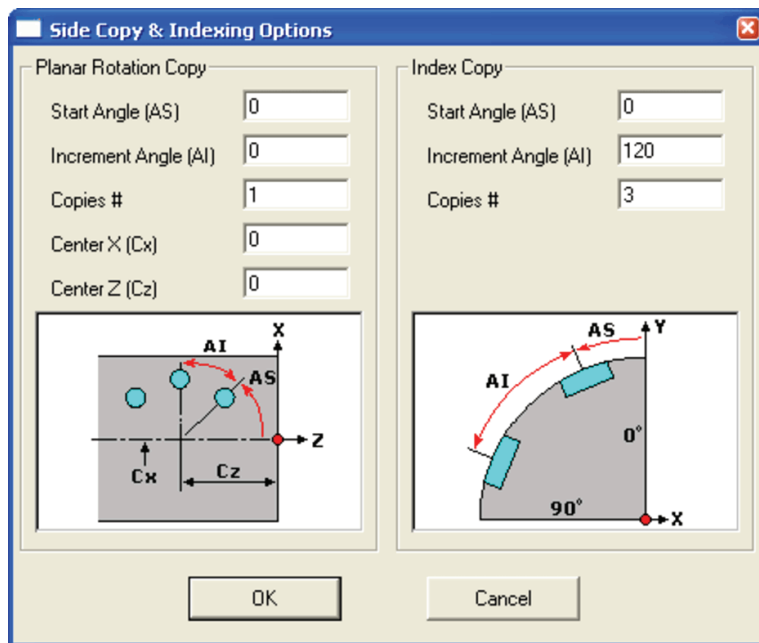 Side Copy & Indexing Options
Planar Rotation Copy
Start Angle (AS)
0
Increment Angle (AI)
0
Copies #
1
Center X (Cx)
0
Center Z (Cz)
0
X
AI
AS
Z
Cx
Cz
Index Copy
Start Angle (AS)
0
Increment Angle (AI)
120
Copies #
3
AS
Y
AI
0°
90°
X
OK
Cancel